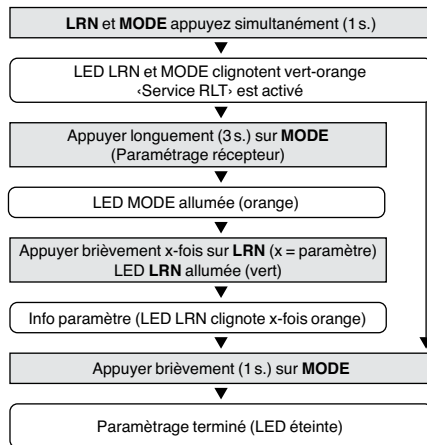 LRN et MODE appuyez simultanément (1 s.)
LED LRN et MODE clignotent vert-orange
‹Service RLT› est activé
Appuyer longuement (3 s.) sur MODE
(Paramétrage récepteur)
LED MODE allumée (orange)
Appuyer brièvement x-fois sur LRN (x = paramètre)
LED LRN allumée (vert)
Info paramètre (LED LRN clignote x-fois orange)
Appuyer brièvement (1 s.) sur MODE
Paramètrage terminé (LED éteinte)